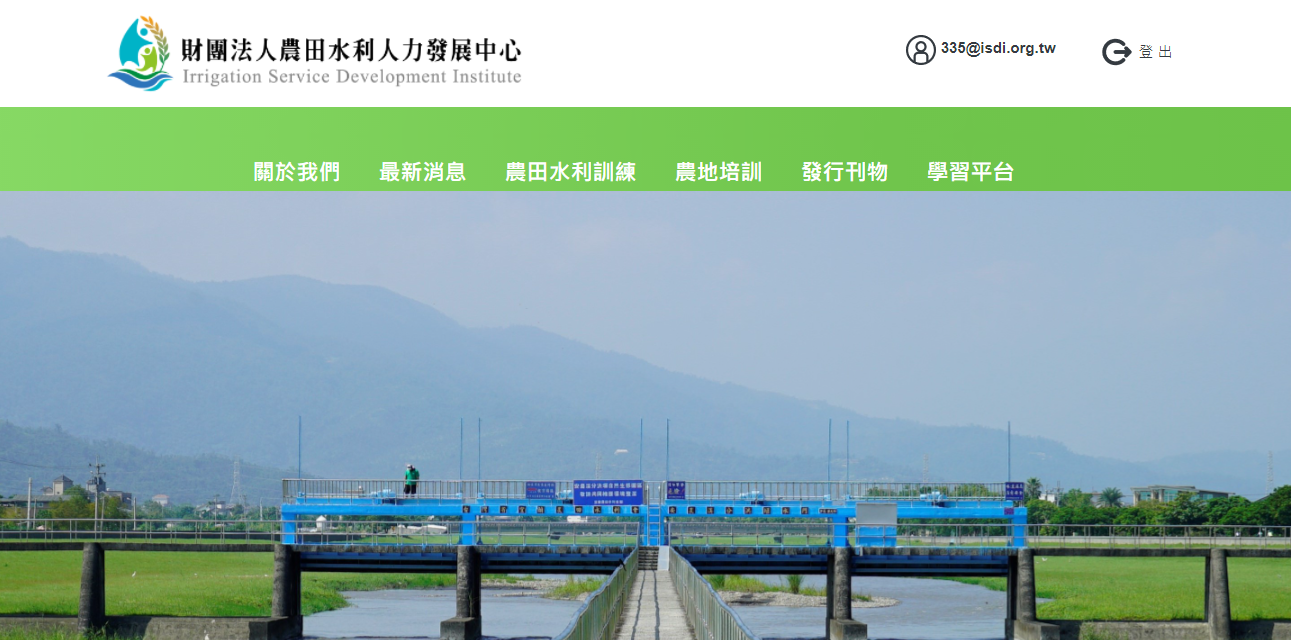 財團法人農田水利人力發展中心
Irrigation Service Development Institute
335@isdi.org.tw
登 出
關於我們 最新消息 農田水利訓練 農地培訓 發行刊物 學習平台